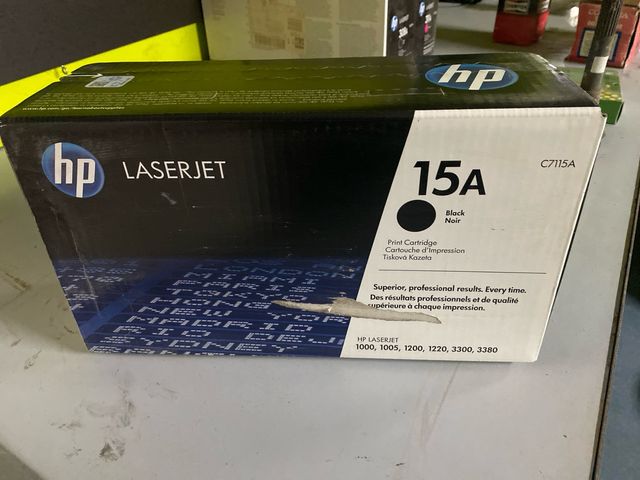 hp
hp
LASERJET
15A
C7115A
Black
Noir
Print Cartridge
Cartouche d'Impression
Tisková Kazeta
Superior, professional results. Every time.
Des résultats professionnels et de qualité
supérieure à chaque impression.
HP LASERJET
1000, 1005, 1200, 1220, 3300, 3380